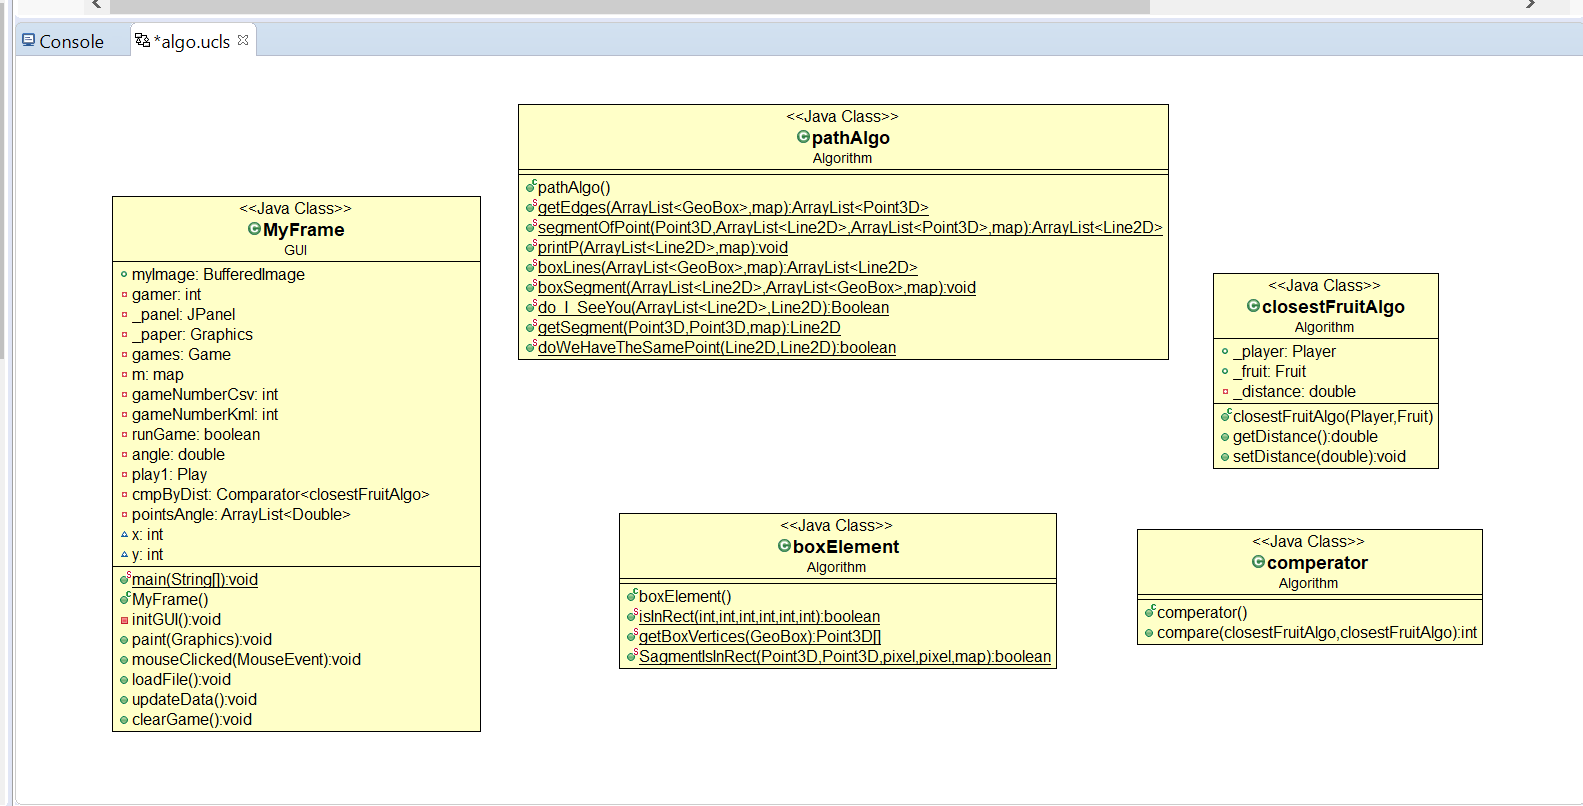 Console
*algo.ucls
<<Java Class>>
MyFrame
GUI
myImage: BufferedImage
gamer: int
_panel: JPanel
_paper: Graphics
games: Game
m: map
gameNumberCsv: int
gameNumberKml: int
runGame: boolean
angle: double
play1: Play
cmpByDist: Comparator<closestFruitAlgo>
pointsAngle: ArrayList<Double>
x: int
y: int
main(String[]):void
MyFrame()
initGUI():void
paint(Graphics):void
mouseClicked(MouseEvent):void
loadFile():void
updateData():void
clearGame():void
<<Java Class>>
pathAlgo
Algorithm
pathAlgo()
getEdges(ArrayList<GeoBox>,map):ArrayList<Point3D>
segmentOfPoint(Point3D,ArrayList<Line2D>,ArrayList<Point3D>,map):ArrayList<Line2D>
printP(ArrayList<Line2D>,map):void
boxLines(ArrayList<GeoBox>,map):ArrayList<Line2D>
boxSegment(ArrayList<Line2D>,ArrayList<GeoBox>,map):void
do_I_SeeYou(ArrayList<Line2D>,Line2D):Boolean
getSegment(Point3D,Point3D,map):Line2D
doWeHaveTheSamePoint(Line2D,Line2D):boolean
<<Java Class>>
closestFruitAlgo
Algorithm
_player: Player
_fruit: Fruit
_distance: double
closestFruitAlgo(Player,Fruit)
getDistance():double
setDistance(double):void
<<Java Class>>
boxElement
Algorithm
boxElement()
isInRect(int,int,int,int,int,int):boolean
getBoxVertices(GeoBox):Point3D[]
SagmentIsInRect(Point3D,Point3D,pixel,pixel,map):boolean
<<Java Class>>
comperator
Algorithm
comperator()
compare(closestFruitAlgo,closestFruitAlgo):int